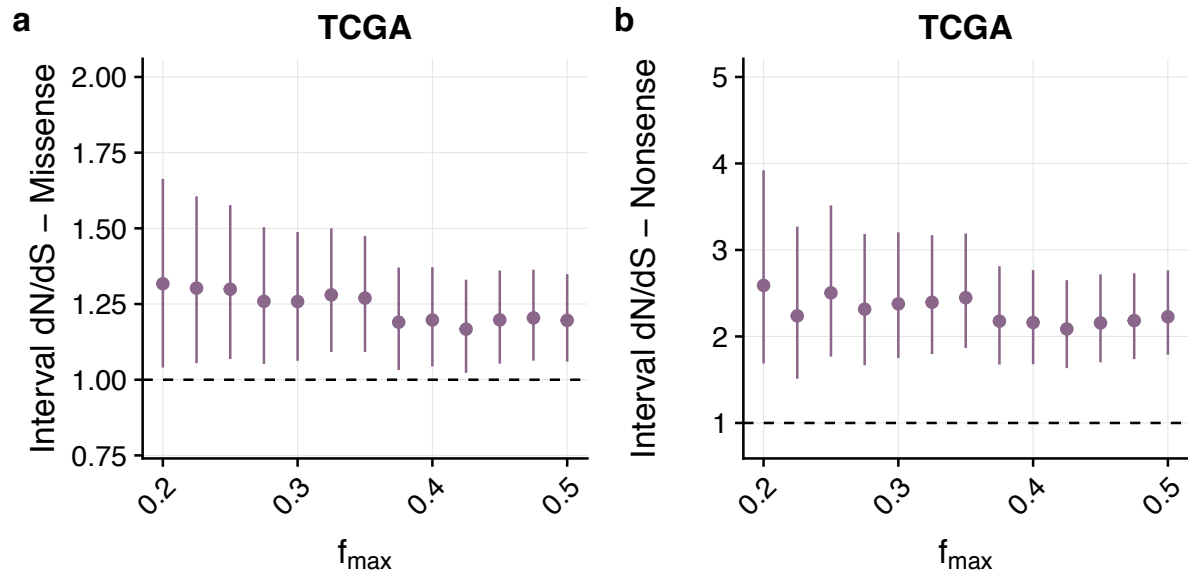 a
TCGA
Interval dN/dS – Missense
2.00
1.75
1.50
1.25
1.00
0.75
0.2
0.3
0.4
0.5
fmax
b
TCGA
Interval dN/dS – Nonsense
5
4
3
2
1
0.2
0.3
0.4
0.5
fmax